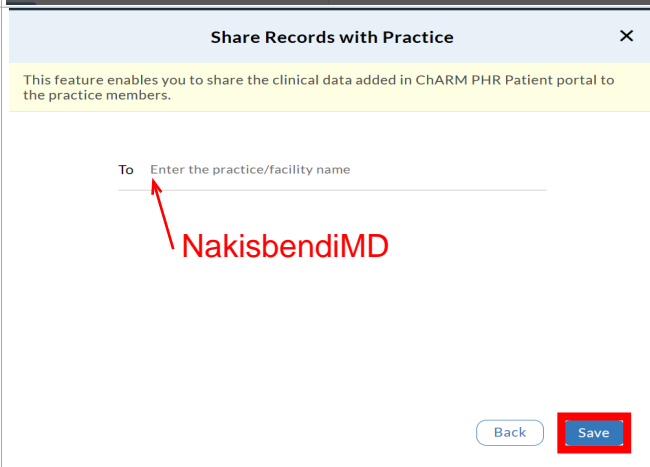 Share Records with Practice
This feature enables you to share the clinical data added in ChARM PHR Patient portal to
the practice members.
To Enter the practice/facility name
NakisbendiMD
Back Save